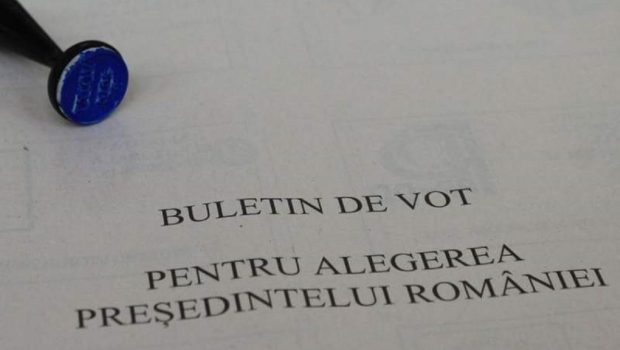 BULETIN DE VOT
PENTRU ALEGEREA
PREŞEDINTELUI ROMÂNIEI